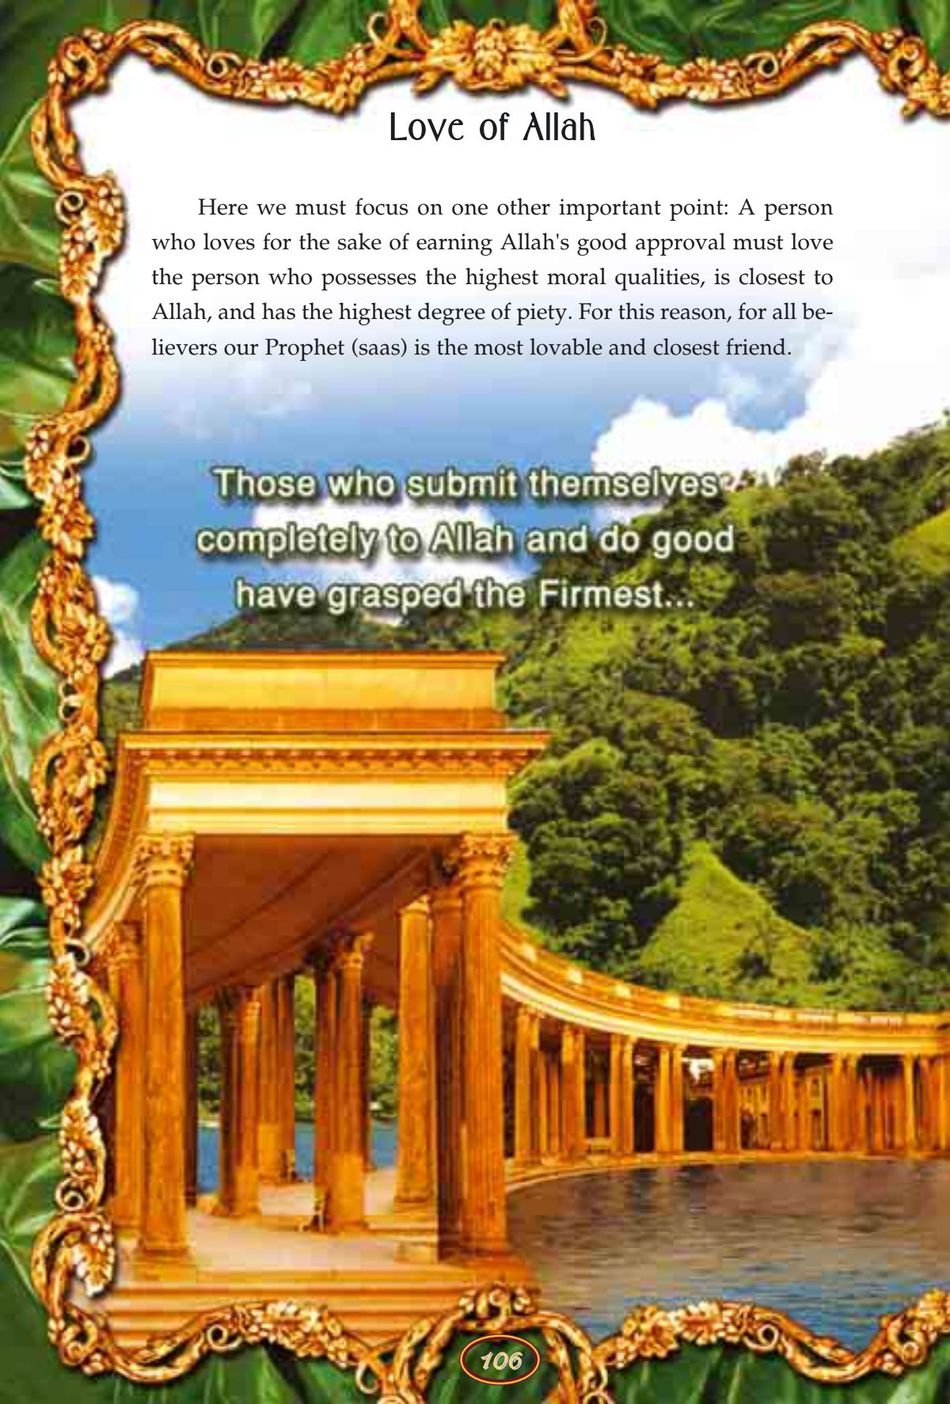 Love of Allah
Here we must focus on one other important point: A person
who loves for the sake of earning Allah's good approval must love
the person who possesses the highest moral qualities, is closest to
Allah, and has the highest degree of piety. For this reason, for all be-
lievers our Prophet (saas) is the most lovable and closest friend.
Those who submit themselves
completely to Allah and do good
have grasped the Firmest...
106